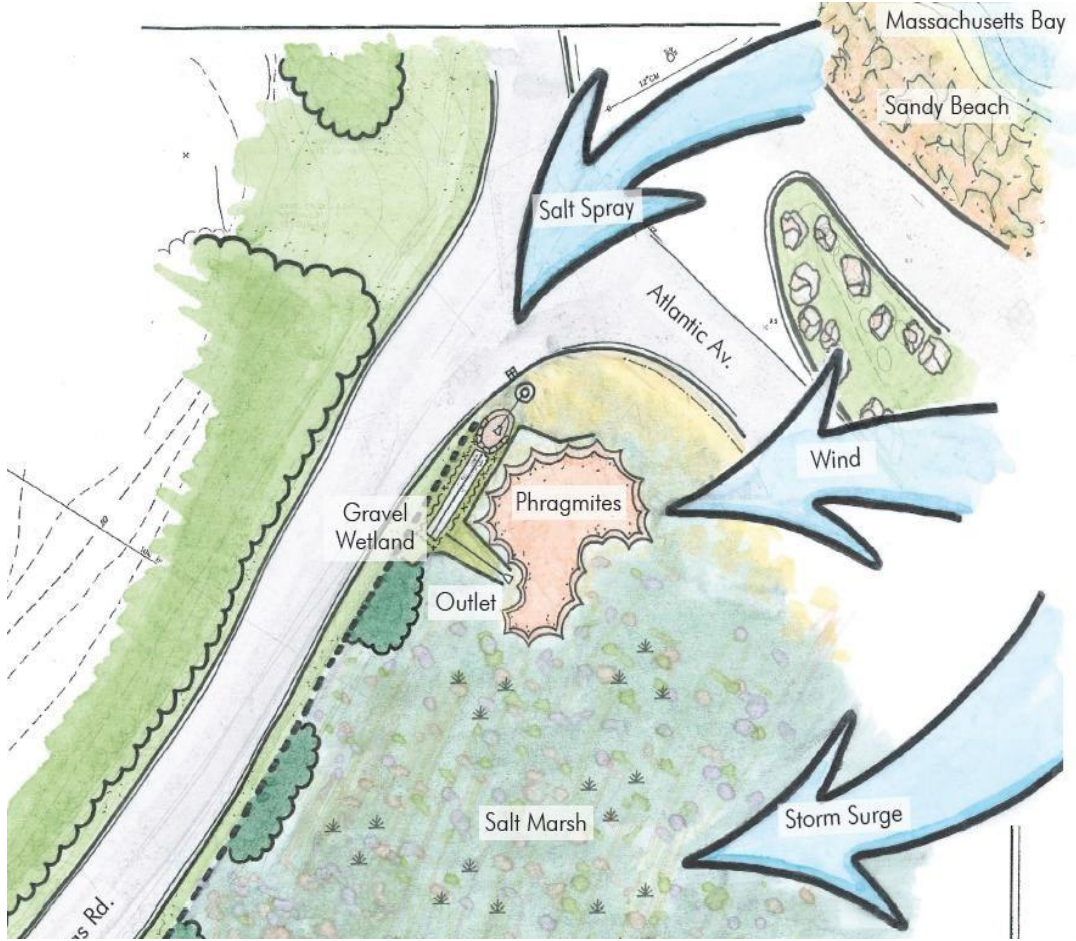 Massachusetts Bay
Sandy Beach
Salt Spray
Atlantic Av.
Wind
Phragmites
Gravel
Wetland
Outlet
Salt Marsh
Storm Surge
Rd.